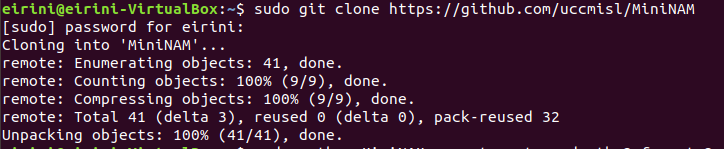 eirini@eirini-VirtualBox:~$ sudo git clone https://github.com/uccmisl/MiniNAM
[sudo] password for eirini:
Cloning into 'MiniNAM'...
remote: Enumerating objects: 41, done.
remote: Counting objects: 100% (9/9), done.
remote: Compressing objects: 100% (9/9), done.
remote: Total 41 (delta 3), reused 0 (delta 0), pack-reused 32
Unpacking objects: 100% (41/41), done.